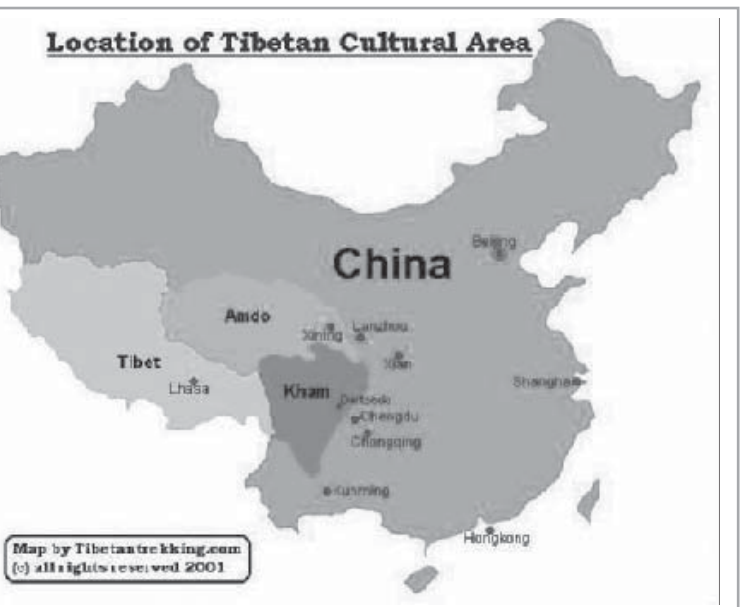 Location of Tibetan Cultural Area
Beijing
China
Amdo
Xining
Lanzhou
Xian
Tibet
Lhasa
Kham
Shanghai
Chengdu
Chongqing
Kunming
Hongkong
Map by Tibetantrekking.com
(c) all rights reserved 2001